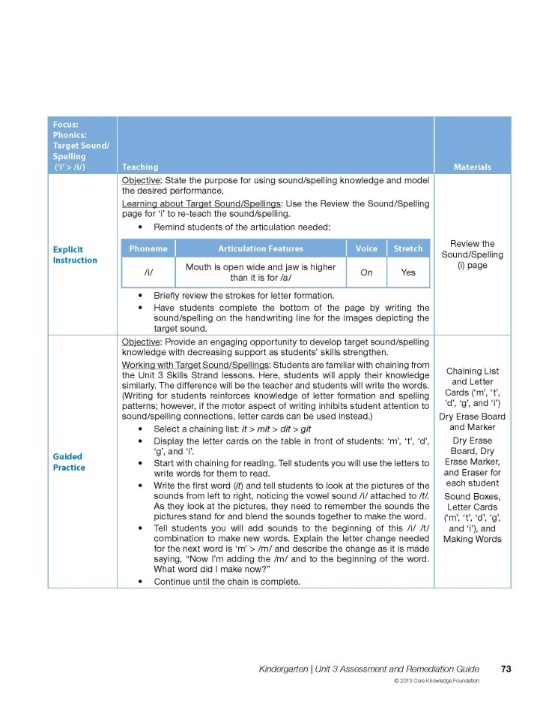 Focus:
Phonics:
Target Sound/
Spelling
('i' > /i/)
Teaching
Materials
Explicit
Instruction
Objective: State the purpose for using sound/spelling knowledge and model
the desired performance.
Learning about Target Sound/Spellings: Use the Review the Sound/Spelling
page for 'i' to re-teach the sound/spelling.
• Remind students of the articulation needed:
Phoneme
Articulation Features
Voice
Stretch
/i/
Mouth is open wide and jaw is higher
than it is for /a/
On
Yes
• Briefly review the strokes for letter formation.
• Have students complete the bottom of the page by writing the
sound/spelling on the handwriting line for the images depicting the
target sound.
Review the
Sound/Spelling
(i) page
Guided
Practice
Objective: Provide an engaging opportunity to develop target sound/spelling
knowledge with decreasing support as students' skills strengthen.
Working with Target Sound/Spellings: Students are familiar with chaining from
the Unit 3 Skills Strand lessons. Here, students will apply their knowledge
similarly. The difference will be the teacher and students will write the words.
(Writing for students reinforces knowledge of letter formation and spelling
patterns; however, if the motor aspect of writing inhibits student attention to
sound/spelling connections, letter cards can be used instead.)
• Select a chaining list: it > mit > dit > git
• Display the letter cards on the table in front of students: 'm', 't', 'd',
'g', and 'i'.
• Start with chaining for reading. Tell students you will use the letters to
write words for them to read.
• Write the first word (it) and tell students to look at the pictures of the
sounds from left to right, noticing the vowel sound /i/ attached to /t/.
As they look at the pictures, they need to remember the sounds the
pictures stand for and blend the sounds together to make the word.
• Tell students you will add sounds to the beginning of this /i/ /t/
combination to make new words. Explain the letter change needed
for the next word is 'm' > /m/ and describe the change as it is made
saying, "Now I'm adding the /m/ and to the beginning of the word.
What word did I make now?"
• Continue until the chain is complete.
Chaining List
and Letter
Cards ('m', 't',
'd', 'g', and 'i')
Dry Erase Board
and Marker
Dry Erase
Board, Dry
Erase Marker,
and Eraser for
each student
Sound Boxes,
Letter Cards
('m', 't', 'd', 'g',
and 'i'), and
Making Words
Kindergarten | Unit 3 Assessment and Remediation Guide 73
© 2013 Core Knowledge Foundation